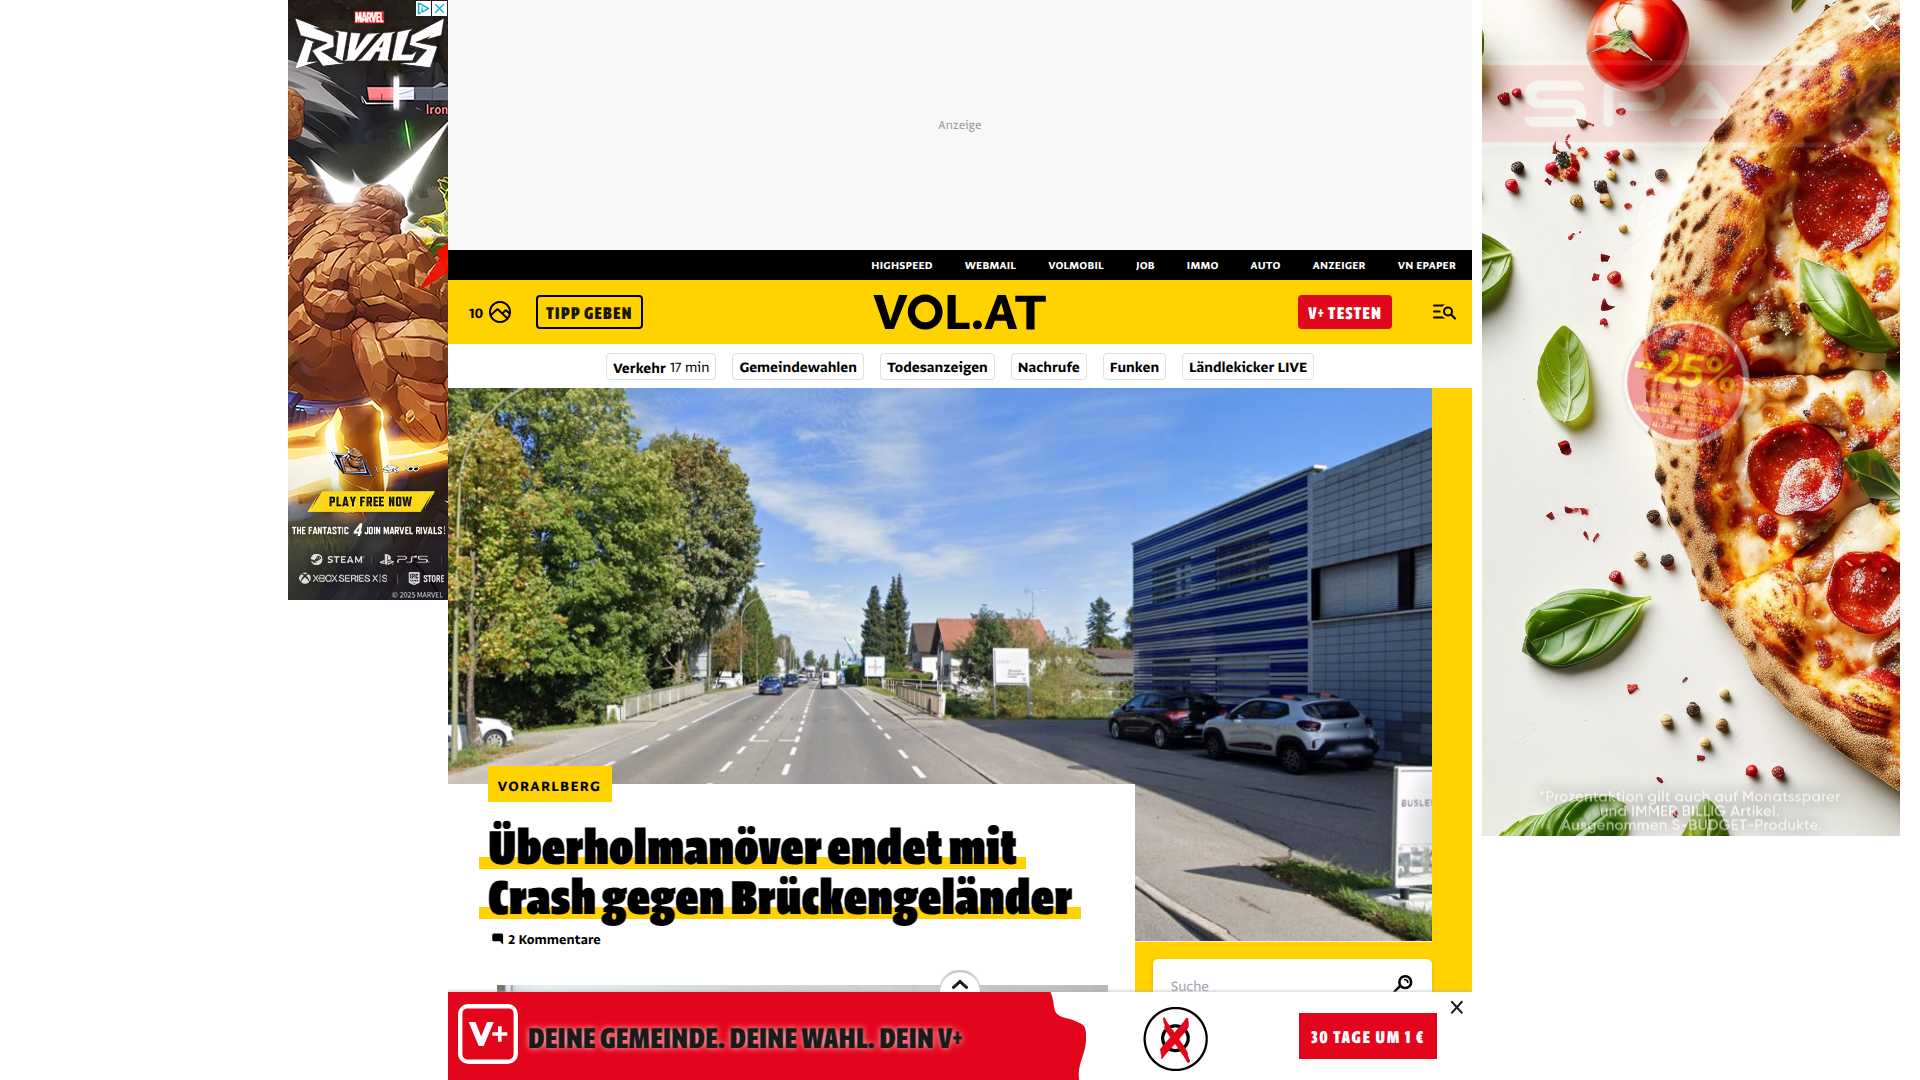 MARVEL
RIVALS
Iron
PLAY FREE NOW
THE FANTASTIC 4 JOIN MARVEL RIVALS!
STEAM
PS5
XBOX SERIES X|S
EPIC GAMES STORE
© 2025 MARVEL
Anzeige
HIGHSPEED
WEBMAIL
VOLMOBIL
JOB
IMMO
AUTO
ANZEIGER
VN EPAPER
10
TIPP GEBEN
VOL.AT
V+ TESTEN
Verkehr 17 min
Gemeindewahlen
Todesanzeigen
Nachrufe
Funken
Ländlekicker LIVE
VORARLBERG
Überholmanöver endet mit
Crash gegen Brückengeländer
2 Kommentare
Suche
V+
DEINE GEMEINDE. DEINE WAHL. DEIN V+
30 TAGE UM 1 €
SPA
-25%
*Prozentaktion gilt auch auf Monatssparer
und IMMER BILLIG Artikel.
Ausgenommen S-BUDGET-Produkte.